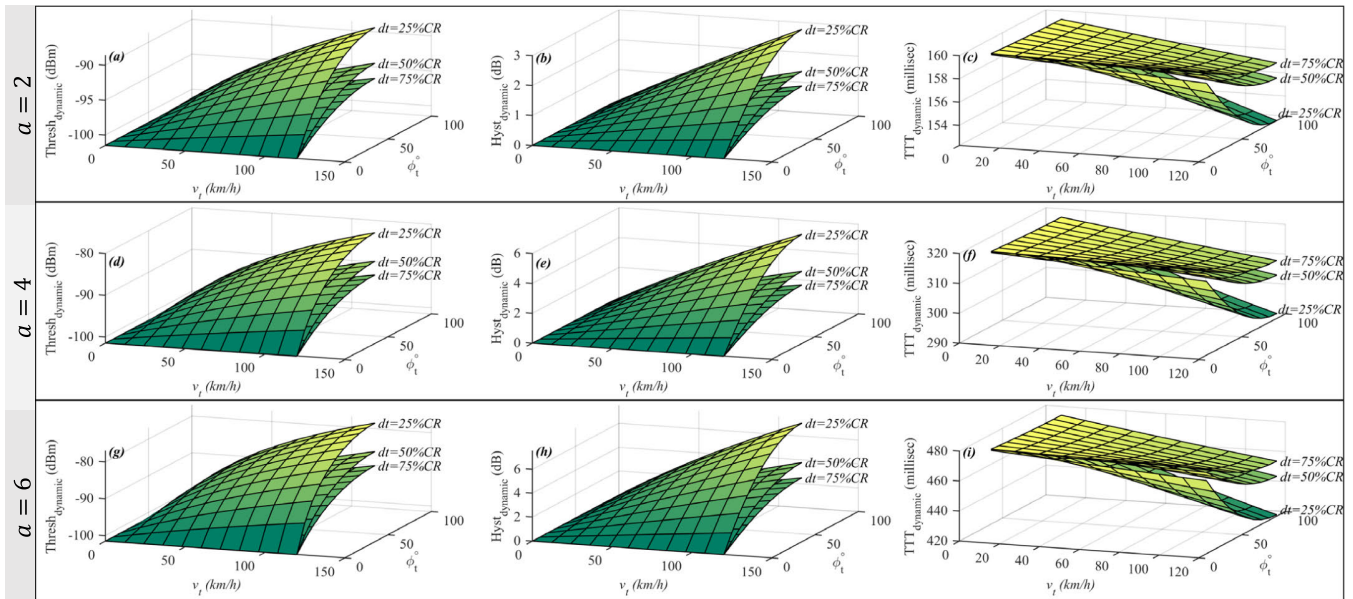 a = 2
(a)
Thresh_dynamic (dBm)
-90
-95
-100
0
50
100
150
v_t (km/h)
0
50
100
ϕ_t°
dt=25%CR
dt=50%CR
dt=75%CR
(b)
Hyst_dynamic (dB)
3
2
1
0
0
50
100
150
v_t (km/h)
0
50
100
ϕ_t°
dt=25%CR
dt=50%CR
dt=75%CR
(c)
TTT_dynamic (millisec)
160
158
156
154
0
20
40
60
80
100
120
v_t (km/h)
0
50
100
ϕ_t°
dt=75%CR
dt=50%CR
dt=25%CR
a = 4
(d)
Thresh_dynamic (dBm)
-80
-90
-100
0
50
100
150
v_t (km/h)
0
50
100
ϕ_t°
dt=25%CR
dt=50%CR
dt=75%CR
(e)
Hyst_dynamic (dB)
6
4
2
0
0
50
100
150
v_t (km/h)
0
50
100
ϕ_t°
dt=25%CR
dt=50%CR
dt=75%CR
(f)
TTT_dynamic (millisec)
320
310
300
290
0
20
40
60
80
100
120
v_t (km/h)
0
50
100
ϕ_t°
dt=75%CR
dt=50%CR
dt=25%CR
a = 6
(g)
Thresh_dynamic (dBm)
-80
-90
-100
0
50
100
150
v_t (km/h)
0
50
100
ϕ_t°
dt=25%CR
dt=50%CR
dt=75%CR
(h)
Hyst_dynamic (dB)
6
4
2
0
0
50
100
150
v_t (km/h)
0
50
100
ϕ_t°
dt=25%CR
dt=50%CR
dt=75%CR
(i)
TTT_dynamic (millisec)
480
460
440
420
0
20
40
60
80
100
120
v_t (km/h)
0
50
100
ϕ_t°
dt=75%CR
dt=50%CR
dt=25%CR